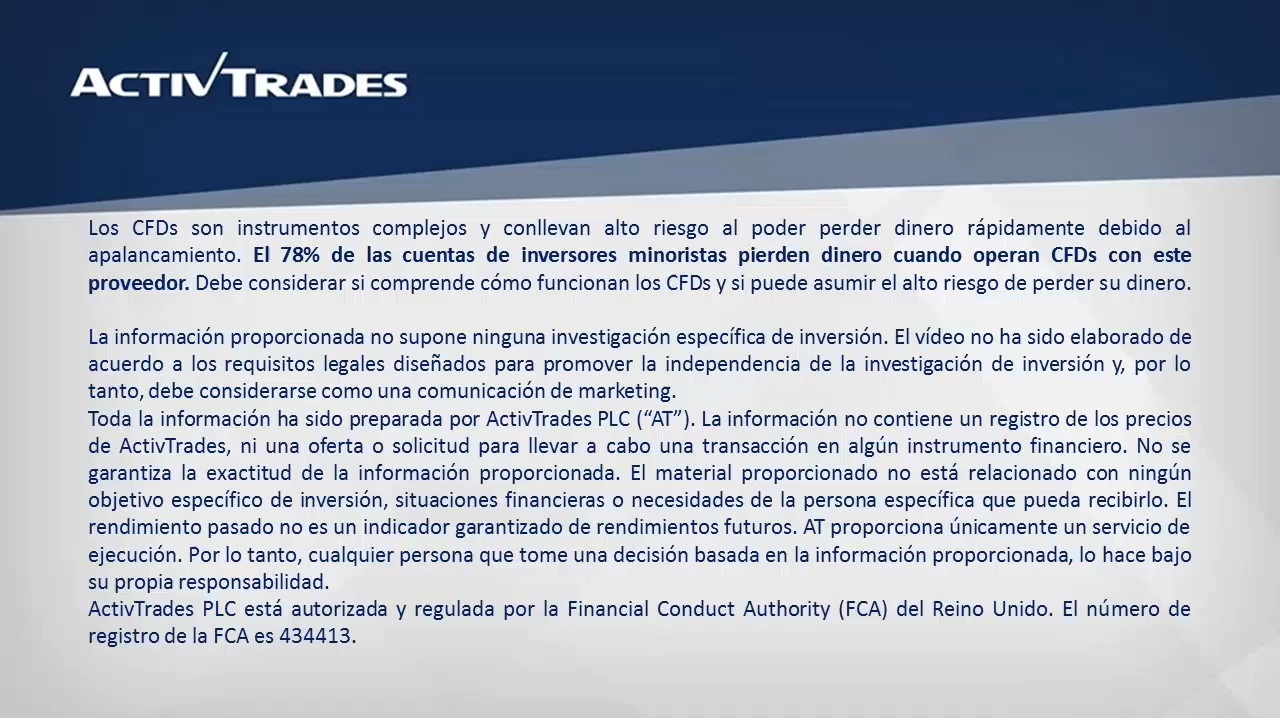 ACTIVTRADES
Los CFDs son instrumentos complejos y conllevan alto riesgo al poder perder dinero rápidamente debido al
apalancamiento. El 78% de las cuentas de inversores minoristas pierden dinero cuando operan CFDs con este
proveedor. Debe considerar si comprende cómo funcionan los CFDs y si puede asumir el alto riesgo de perder su dinero.
La información proporcionada no supone ninguna investigación específica de inversión. El vídeo no ha sido elaborado de
acuerdo a los requisitos legales diseñados para promover la independencia de la investigación de inversión y, por lo
tanto, debe considerarse como una comunicación de marketing.
Toda la información ha sido preparada por ActivTrades PLC (“AT”). La información no contiene un registro de los precios
de ActivTrades, ni una oferta o solicitud para llevar a cabo una transacción en algún instrumento financiero. No se
garantiza la exactitud de la información proporcionada. El material proporcionado no está relacionado con ningún
objetivo específico de inversión, situaciones financieras o necesidades de la persona específica que pueda recibirlo. El
rendimiento pasado no es un indicador garantizado de rendimientos futuros. AT proporciona únicamente un servicio de
ejecución. Por lo tanto, cualquier persona que tome una decisión basada en la información proporcionada, lo hace bajo
su propia responsabilidad.
ActivTrades PLC está autorizada y regulada por la Financial Conduct Authority (FCA) del Reino Unido. El número de
registro de la FCA es 434413.